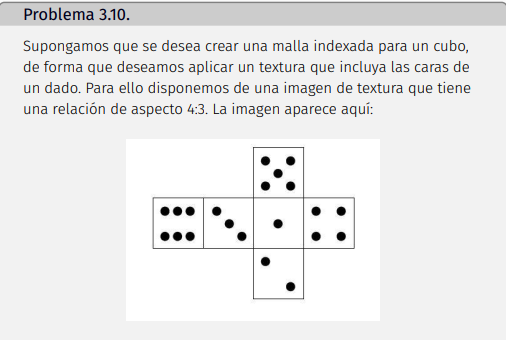 Problema 3.10.
Supongamos que se desea crear una malla indexada para un cubo,
de forma que deseamos aplicar un textura que incluya las caras de
un dado. Para ello disponemos de una imagen de textura que tiene
una relación de aspecto 4:3. La imagen aparece aquí: